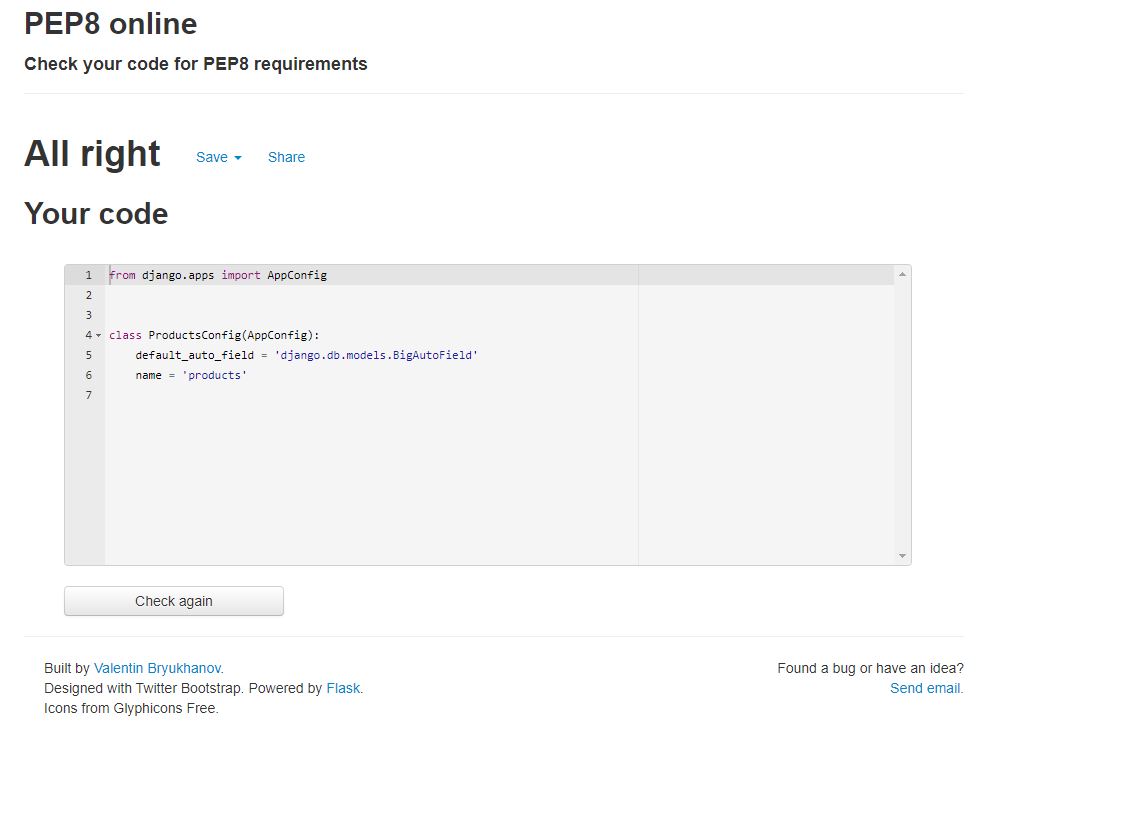 PEP8 online
Check your code for PEP8 requirements
All right Save Share
Your code
1 from django.apps import AppConfig
2
3
4 class ProductsConfig(AppConfig):
5 default_auto_field = 'django.db.models.BigAutoField'
6 name = 'products'
7
Check again
Built by Valentin Bryukhanov. Found a bug or have an idea?
Designed with Twitter Bootstrap. Powered by Flask. Send email.
Icons from Glyphicons Free.